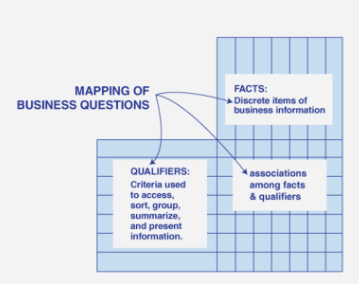 MAPPING OF
BUSINESS QUESTIONS
FACTS:
Discrete items of
business information
QUALIFIERS:
Criteria used
to access,
sort, group,
summarize,
and present
information.
associations
among facts
& qualifiers